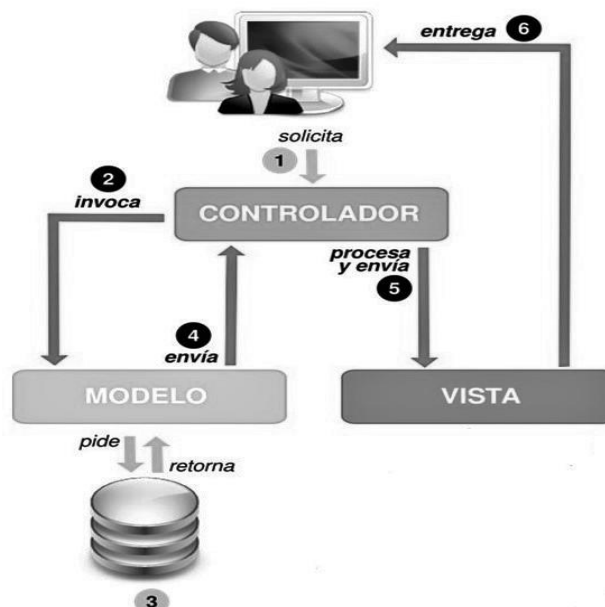 entrega 6
solicita
1
2
invoca
CONTROLADOR
procesa
y envía
5
4
envía
MODELO
VISTA
pide
retorna
3